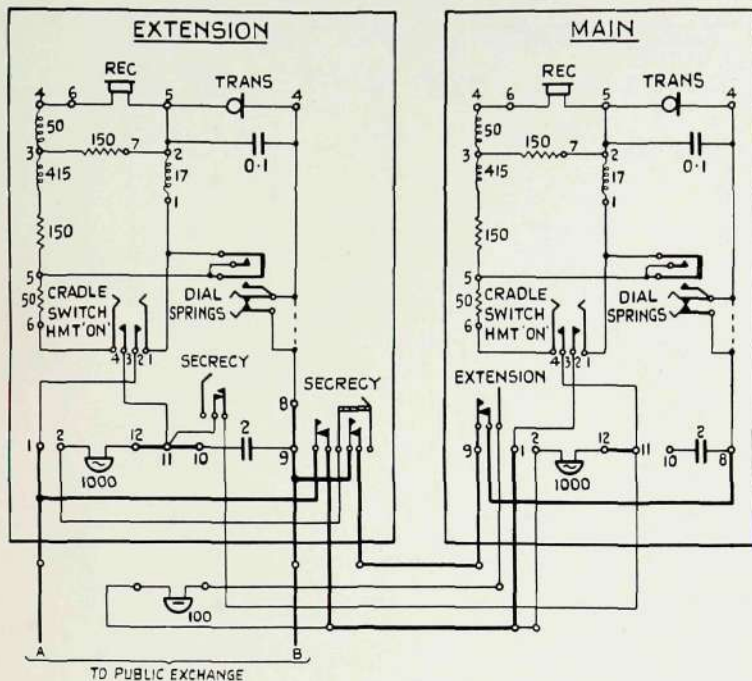 EXTENSION
MAIN
REC
TRANS
4
6
5
4
50
150
3
7
2
0·1
415
17
1
150
5
50
CRADLE
SWITCH
HMT 'ON'
6
DIAL
SPRINGS
4 3 2 1
SECRECY
SECRECY
8
1
2
12
11
10
2
9
1000
REC
TRANS
4
6
5
4
50
150
3
7
2
0·1
415
17
1
150
5
50
CRADLE
SWITCH
HMT 'ON'
6
DIAL
SPRINGS
4 3 2 1
EXTENSION
9
1
2
12
11
10
2
8
1000
100
A
B
TO PUBLIC EXCHANGE